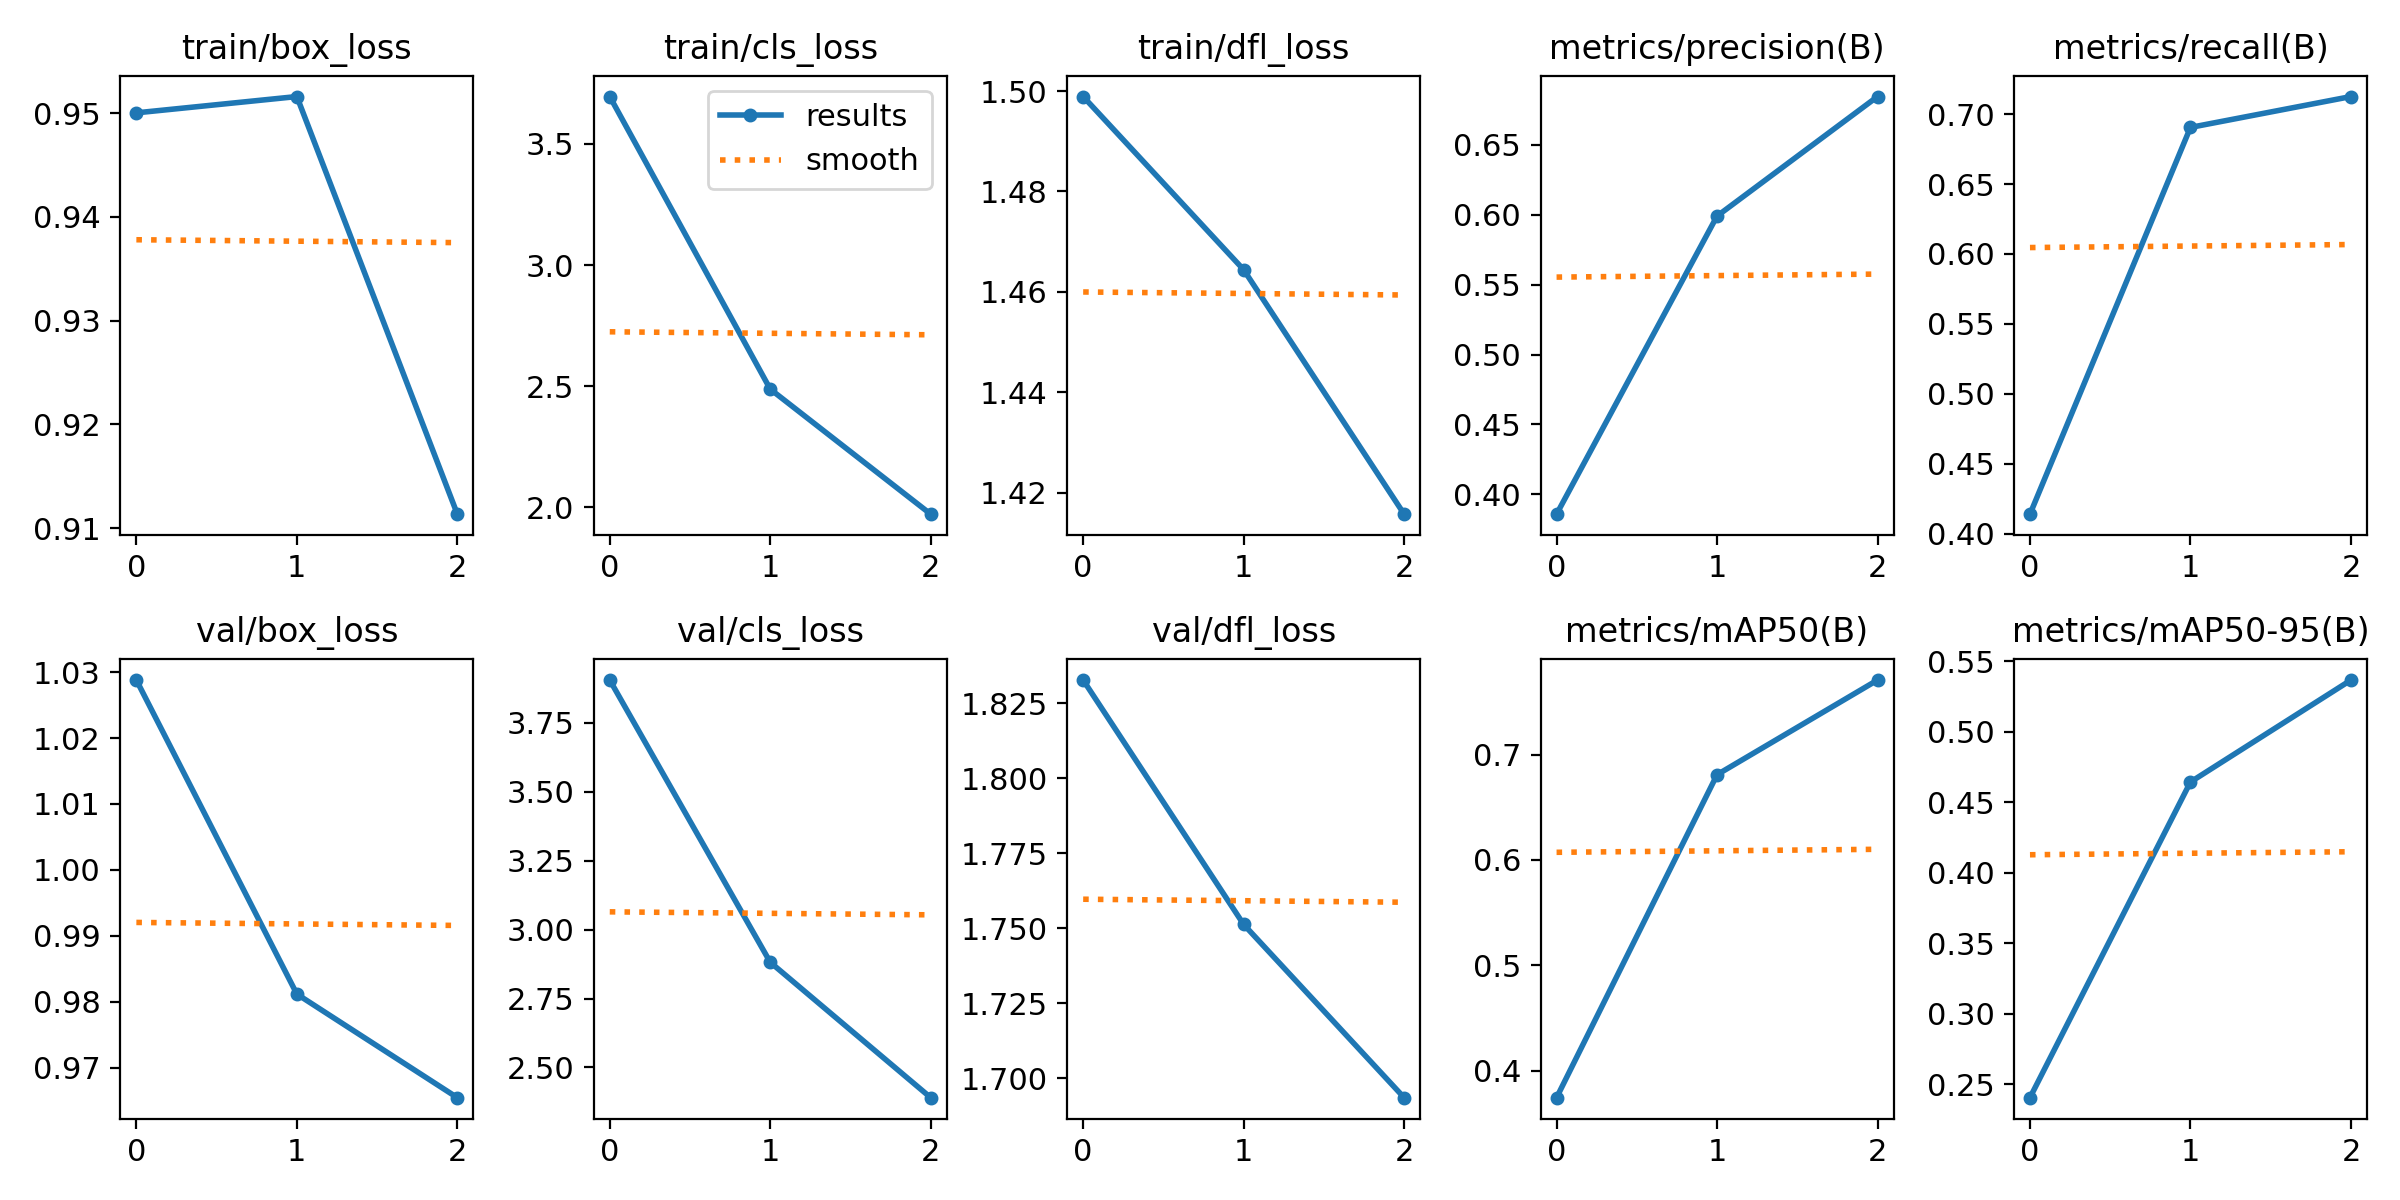 train/box_loss
0.95
0.94
0.93
0.92
0.91
0 1 2
train/cls_loss
results
smooth
3.5
3.0
2.5
2.0
0 1 2
train/dfl_loss
1.50
1.48
1.46
1.44
1.42
0 1 2
metrics/precision(B)
0.65
0.60
0.55
0.50
0.45
0.40
0 1 2
metrics/recall(B)
0.70
0.65
0.60
0.55
0.50
0.45
0.40
0 1 2
val/box_loss
1.03
1.02
1.01
1.00
0.99
0.98
0.97
0 1 2
val/cls_loss
3.75
3.50
3.25
3.00
2.75
2.50
0 1 2
val/dfl_loss
1.825
1.800
1.775
1.750
1.725
1.700
0 1 2
metrics/mAP50(B)
0.7
0.6
0.5
0.4
0 1 2
metrics/mAP50-95(B)
0.55
0.50
0.45
0.40
0.35
0.30
0.25
0 1 2